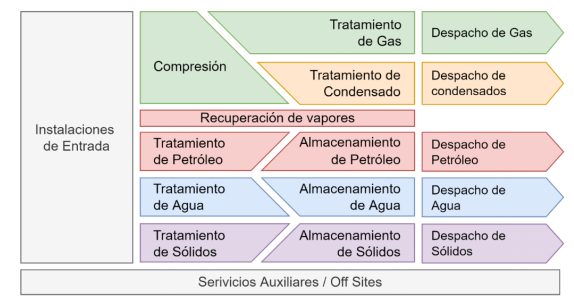 Instalaciones
de Entrada
Compresión
Tratamiento
de Gas
Despacho de Gas
Tratamiento de
Condensado
Despacho de
condensados
Recuperación de vapores
Tratamiento
de Petróleo
Almacenamiento
de Petróleo
Despacho de
Petróleo
Tratamiento
de Agua
Almacenamiento
de Agua
Despacho de
Agua
Tratamiento
de Sólidos
Almacenamiento
de Sólidos
Despacho de
Sólidos
Serivicios Auxiliares / Off Sites